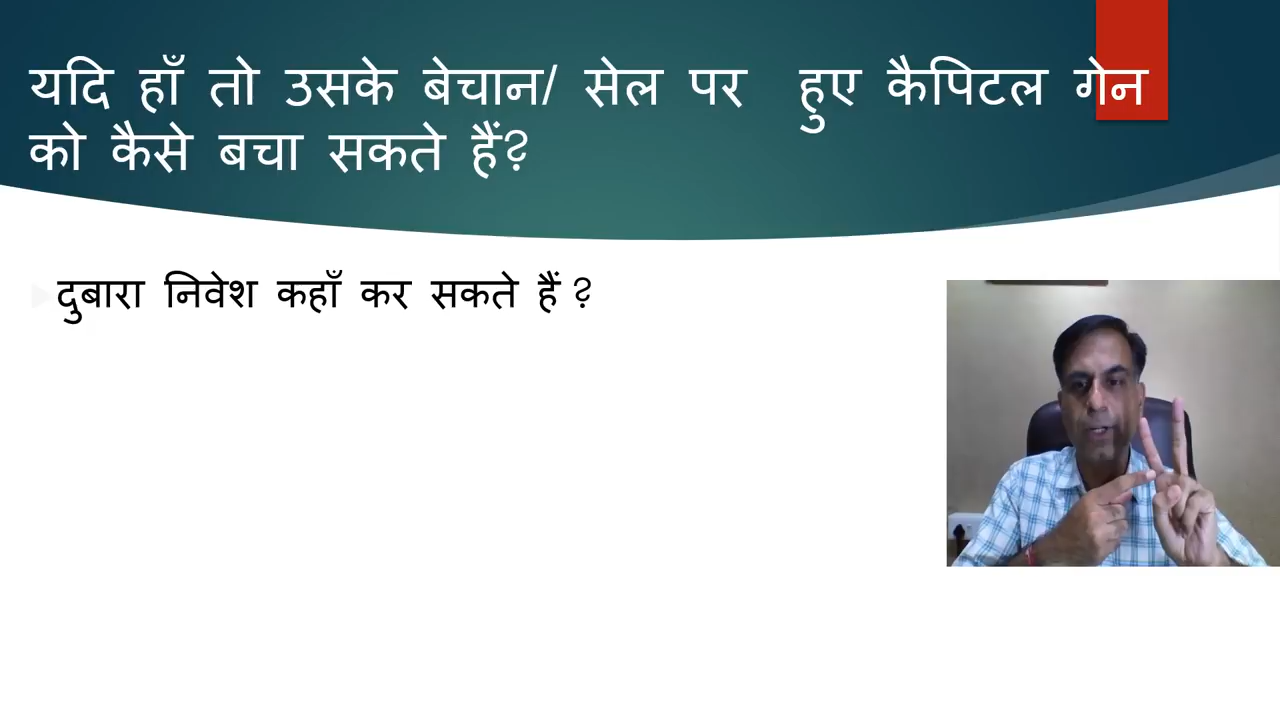 यदि हाँ तो उसके बेचान/ सेल पर हुए कैपिटल गेन
को कैसे बचा सकते हैं?
दुबारा निवेश कहाँ कर सकते हैं ?